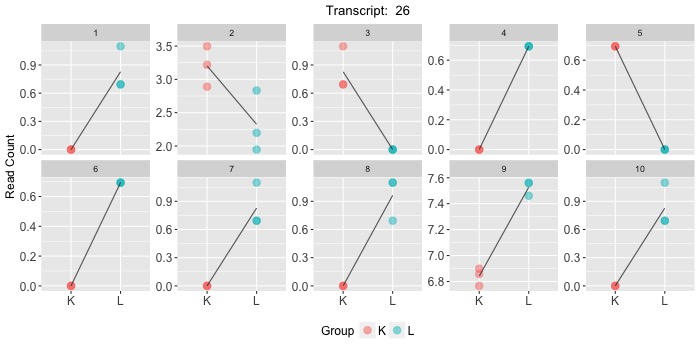 Transcript: 26
1 2 3 4 5
0.9 0.6 0.3 0.0
3.5 3.0 2.5 2.0
0.9 0.6 0.3 0.0
0.6 0.4 0.2 0.0
0.6 0.4 0.2 0.0
Read Count
6 7 8 9 10
0.6 0.4 0.2 0.0
0.9 0.6 0.3 0.0
0.9 0.6 0.3 0.0
7.6 7.4 7.2 7.0 6.8
0.9 0.6 0.3 0.0
K L K L K L K L K L
Group K L